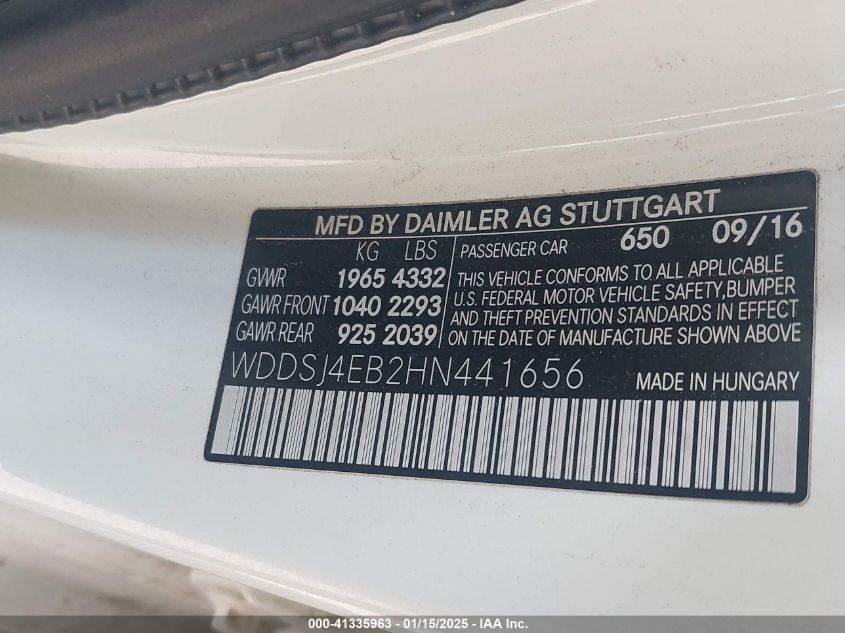 MFD BY DAIMLER AG STUTTGART
KG LBS
GVWR 1965 4332
GAWR FRONT 1040 2293
GAWR REAR 925 2039
PASSENGER CAR 650 09/16
THIS VEHICLE CONFORMS TO ALL APPLICABLE
U.S. FEDERAL MOTOR VEHICLE SAFETY, BUMPER
AND THEFT PREVENTION STANDARDS IN EFFECT
ON THE DATE OF MANUFACTURE SHOWN ABOVE
WDDSJ4EB2HN441656 MADE IN HUNGARY
000-41335963 - 01/15/2025 - IAA Inc.